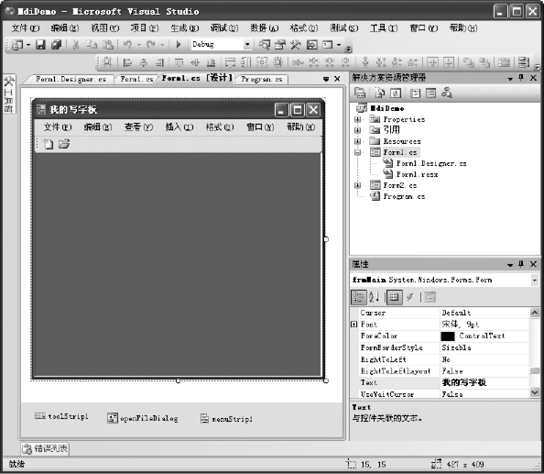 MdiDemo - Microsoft Visual Studio
文件(F) 编辑(E) 视图(V) 项目(P) 生成(B) 调试(D) 数据(A) 格式(O) 测试(S) 工具(T) 窗口(W) 帮助(H)
Debug
Form1.Designer.cs Form1.cs Form1.cs [设计] Program.cs
工具箱
我的写字板
文件(F) 编辑(E) 查看(V) 插入(I) 格式(O) 窗口(W) 帮助(H)
toolStrip1 openFileDialog menuStrip1
解决方案资源管理器
MdiDemo
Properties
引用
Resources
Form1.cs
Form1.Designer.cs
Form1.resx
Form2.cs
Program.cs
属性
frmMain System.Windows.Forms.Form
Cursor Default
Font 宋体, 9pt
ForeColor ControlText
FormBorderStyle Sizable
RightToLeft No
RightToLeftLayout False
Text 我的写字板
UseWaitCursor False
Text
与控件关联的文本。
错误列表
就绪 15, 15 427 x 409